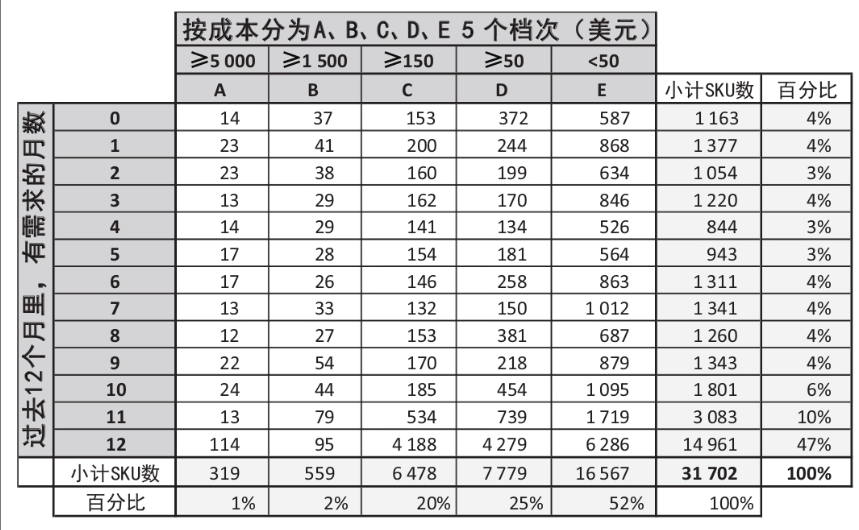 按成本分为A、B、C、D、E 5 个档次（美元）
≥5 000 ≥1 500 ≥150 ≥50 <50
A B C D E 小计SKU数 百分比
过去12个月里，有需求的月数
0 14 37 153 372 587 1 163 4%
1 23 41 200 244 868 1 377 4%
2 23 38 160 199 634 1 054 3%
3 13 29 162 170 846 1 220 4%
4 14 29 141 134 526 844 3%
5 17 28 154 181 564 943 3%
6 17 26 146 258 863 1 311 4%
7 13 33 132 150 1 012 1 341 4%
8 12 27 153 381 687 1 260 4%
9 22 54 170 218 879 1 343 4%
10 24 44 185 454 1 095 1 801 6%
11 13 79 534 739 1 719 3 083 10%
12 114 95 4 188 4 279 6 286 14 961 47%
小计SKU数 319 559 6 478 7 779 16 567 31 702 100%
百分比 1% 2% 20% 25% 52% 100%